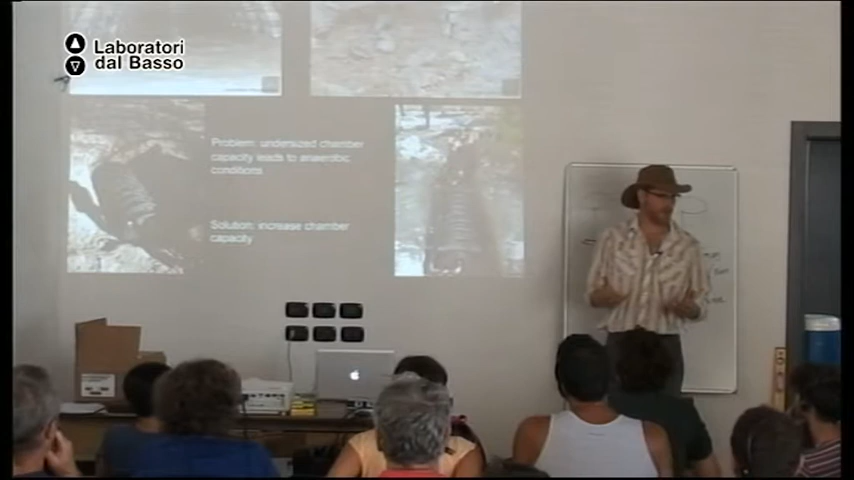 Laboratori
dal Basso
Problem: undersized chamber
capacity leads to anaerobic
conditions
Solution: increase chamber
capacity